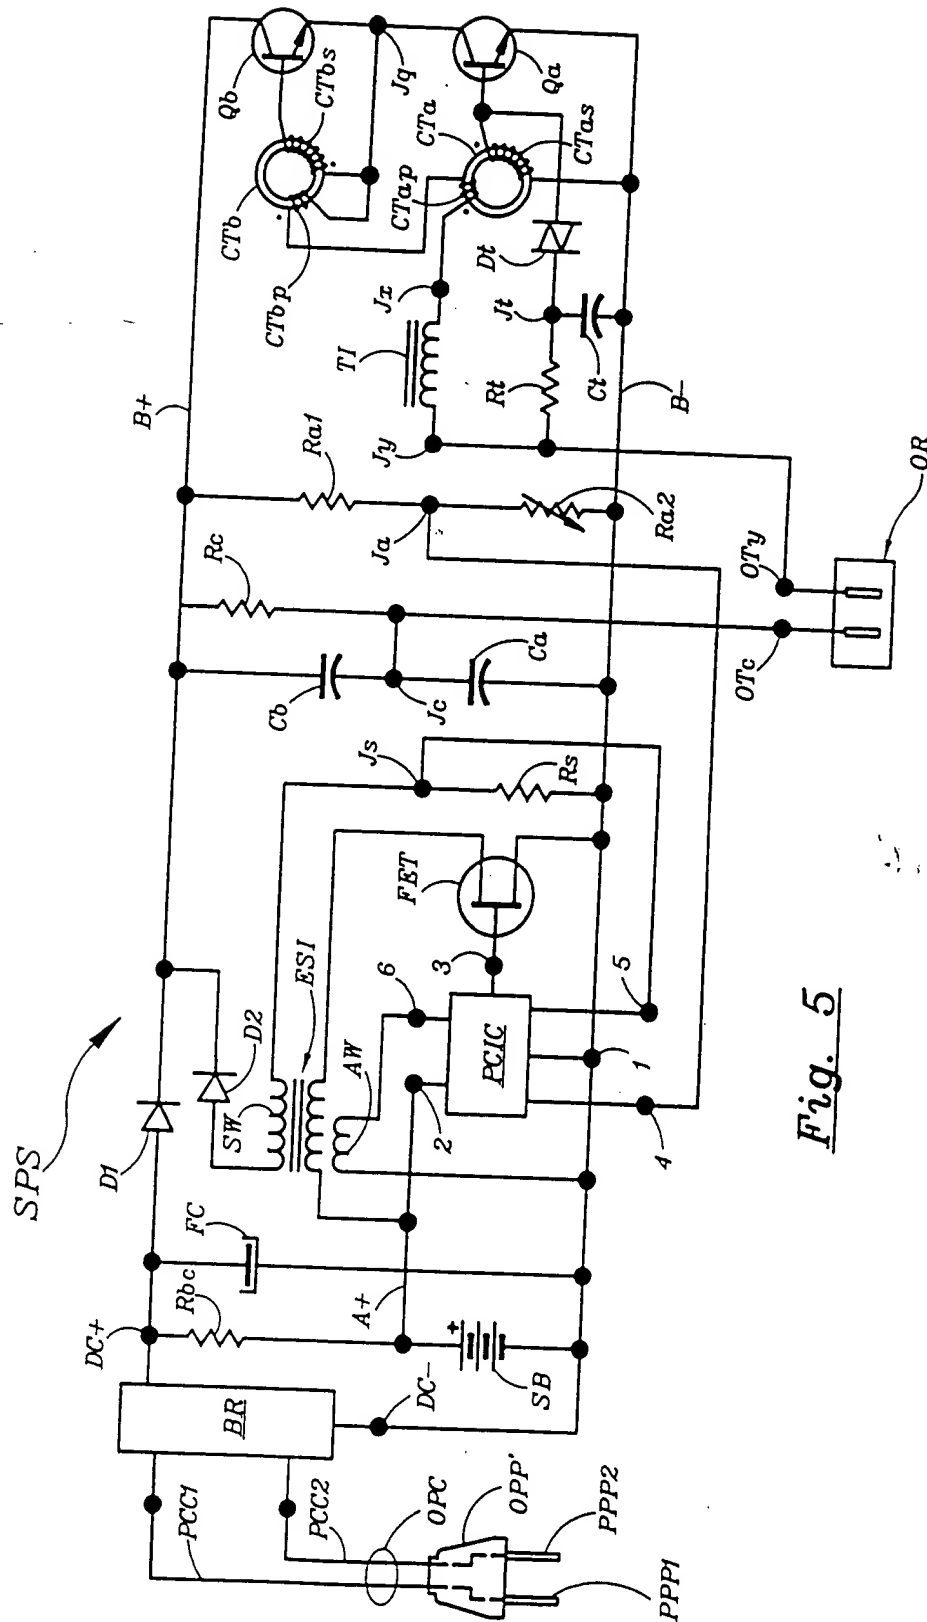 SPS
B+
Qb
CTb
CTbs
CTbp
Jq
Qa
CTa
CTas
CTap
Jx
TI
Jy
Dt
Jt
Rt
Ct
B-
Ra1
Ja
Ra2
Rc
Cb
Jc
Ca
OTy
OTc
OR
Js
Rs
FET
3
6
5
ESI
AW
SW
D2
D1
PCIC
2
1
4
FC
Rbc
A+
DC+
DC-
SB
BR
PCC1
PCC2
OPC
OPP'
PPP2
PPP1
+
Fig. 5